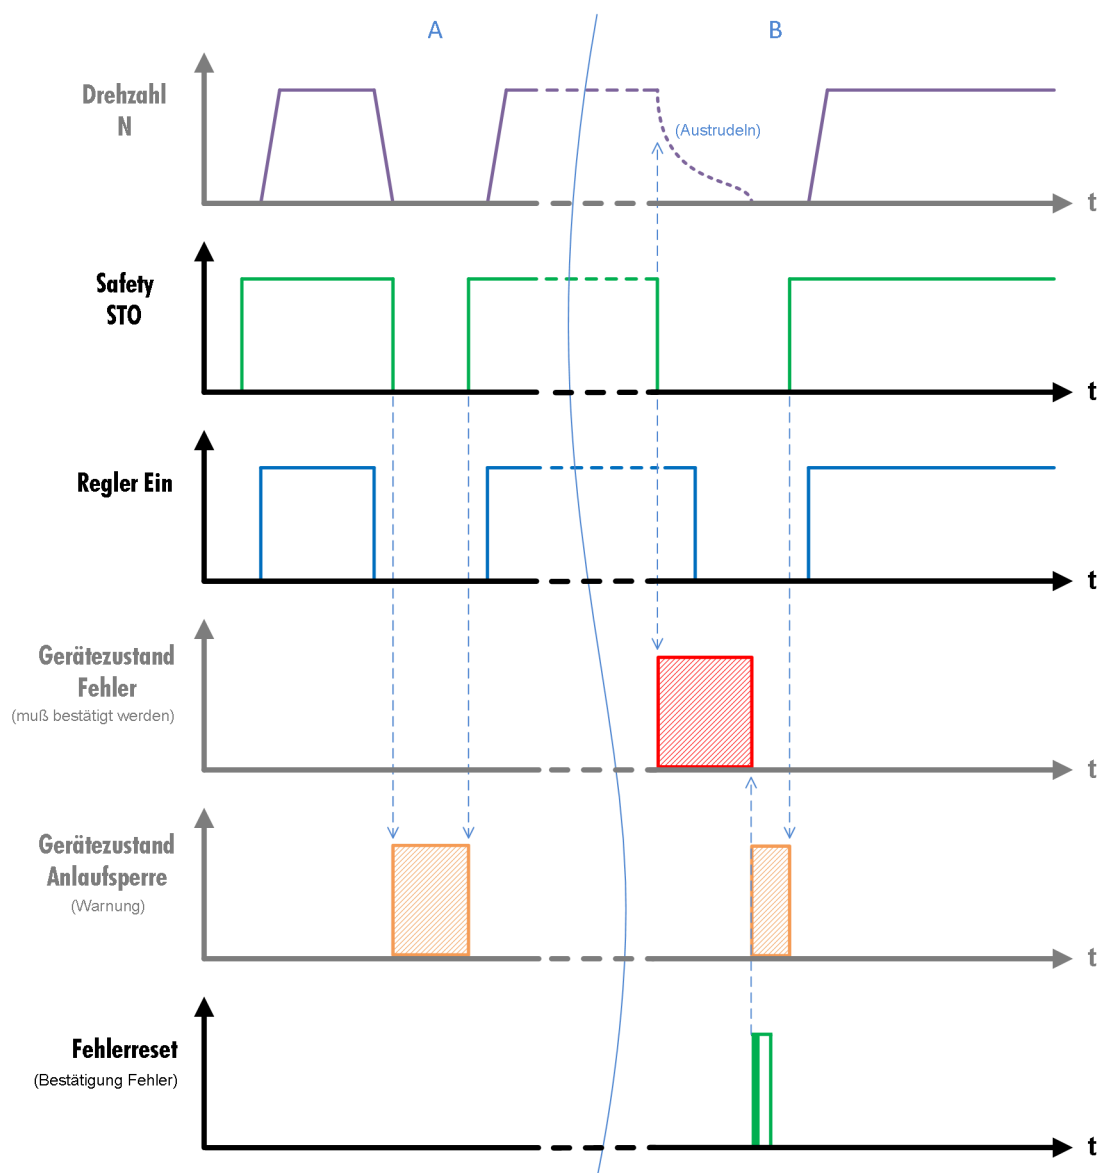 A
B
Drehzahl
N
(Austrudeln)
t
Safety
STO
t
Regler Ein
t
Gerätezustand
Fehler
(muß bestätigt werden)
t
Gerätezustand
Anlaufsperre
(Warnung)
t
Fehlerreset
(Bestätigung Fehler)
t